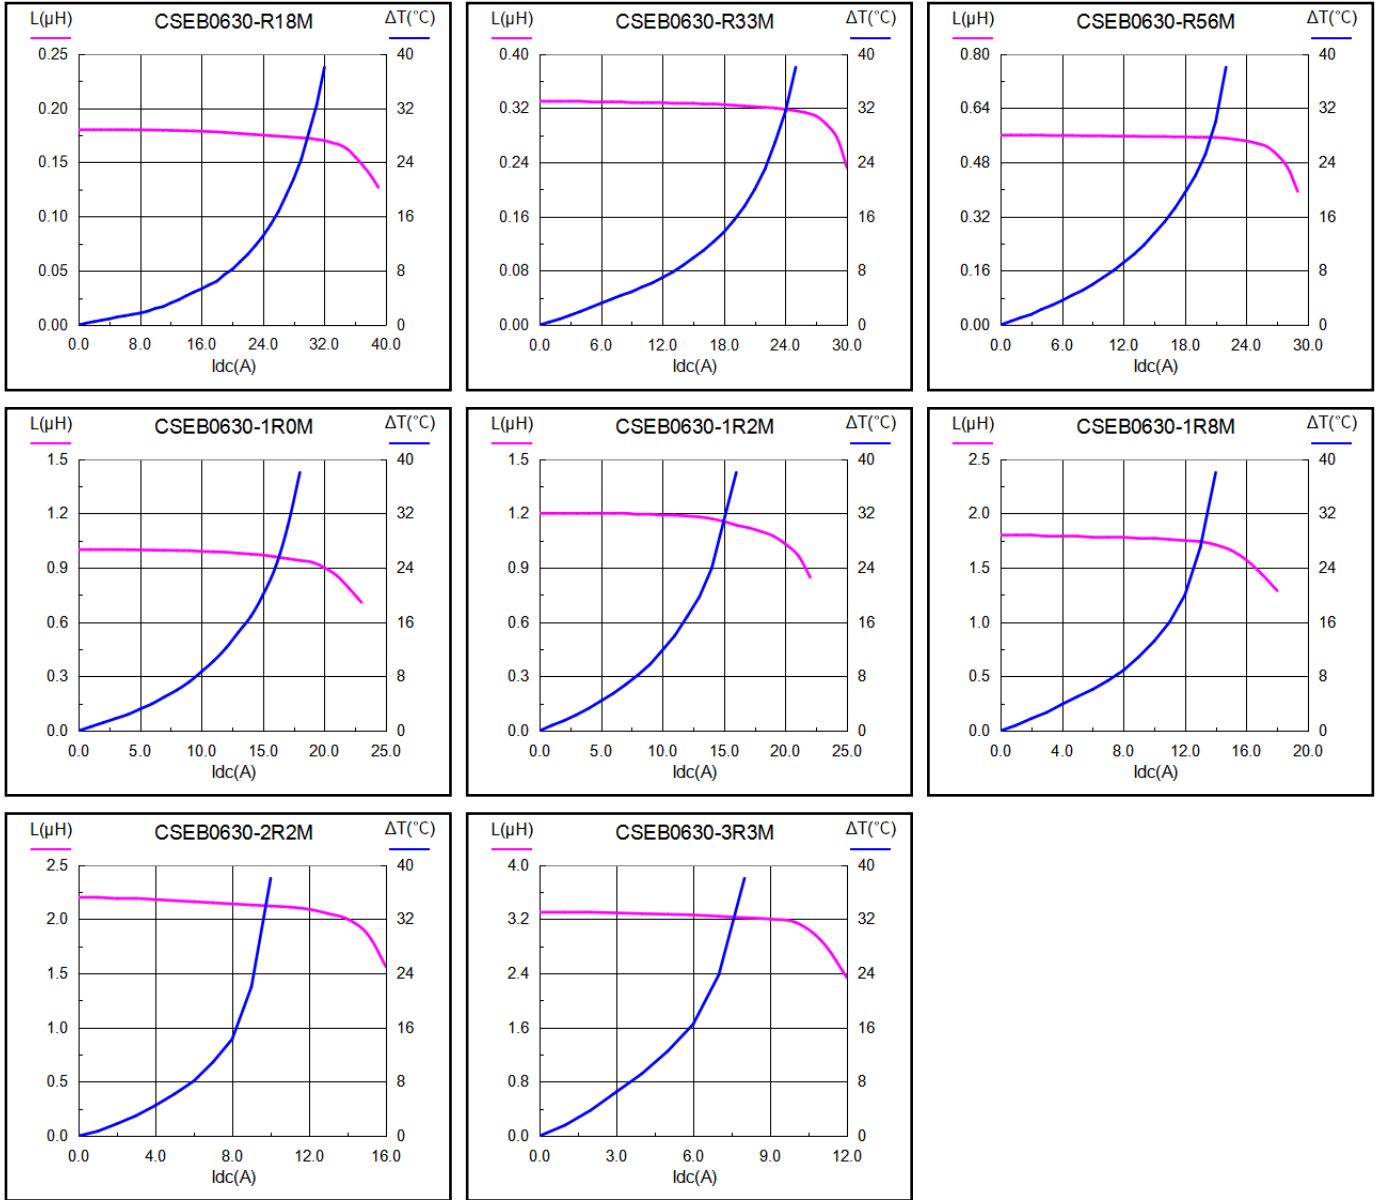 L(µH) CSEB0630-R18M ΔT(°C)
0.25 40
0.20 32
0.15 24
0.10 16
0.05 8
0.00 0
0.0 8.0 16.0 24.0 32.0 40.0
Idc(A)
L(µH) CSEB0630-R33M ΔT(°C)
0.40 40
0.32 32
0.24 24
0.16 16
0.08 8
0.00 0
0.0 6.0 12.0 18.0 24.0 30.0
Idc(A)
L(µH) CSEB0630-R56M ΔT(°C)
0.80 40
0.64 32
0.48 24
0.32 16
0.16 8
0.00 0
0.0 6.0 12.0 18.0 24.0 30.0
Idc(A)
L(µH) CSEB0630-1R0M ΔT(°C)
1.5 40
1.2 32
0.9 24
0.6 16
0.3 8
0.0 0
0.0 5.0 10.0 15.0 20.0 25.0
Idc(A)
L(µH) CSEB0630-1R2M ΔT(°C)
1.5 40
1.2 32
0.9 24
0.6 16
0.3 8
0.0 0
0.0 5.0 10.0 15.0 20.0 25.0
Idc(A)
L(µH) CSEB0630-1R8M ΔT(°C)
2.5 40
2.0 32
1.5 24
1.0 16
0.5 8
0.0 0
0.0 4.0 8.0 12.0 16.0 20.0
Idc(A)
L(µH) CSEB0630-2R2M ΔT(°C)
2.5 40
2.0 32
1.5 24
1.0 16
0.5 8
0.0 0
0.0 4.0 8.0 12.0 16.0
Idc(A)
L(µH) CSEB0630-3R3M ΔT(°C)
4.0 40
3.2 32
2.4 24
1.6 16
0.8 8
0.0 0
0.0 3.0 6.0 9.0 12.0
Idc(A)